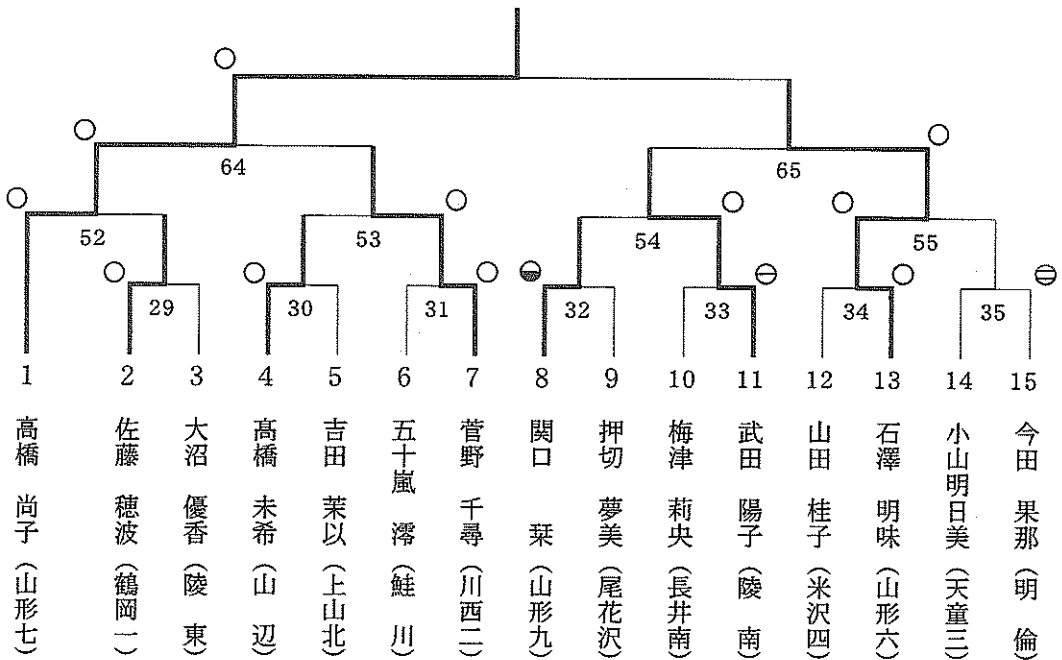 64
65
52
53
54
55
29
30
31
32
33
34
35
1
2
3
4
5
6
7
8
9
10
11
12
13
14
15
高橋 尚子(山形七)
佐藤 穂波(鶴岡一)
大沼 優香(陵 東)
髙橋 未希(山 辺)
吉田 茉以(上山北)
五十嵐 澪(鮭 川)
菅野 千尋(川西二)
関口 栞(山形九)
押切 夢美(尾花沢)
梅津 莉央(長井南)
武田 陽子(陵 南)
山田 桂子(米沢四)
石澤 明味(山形六)
小山明日美(天童三)
今田 果那(明 倫)